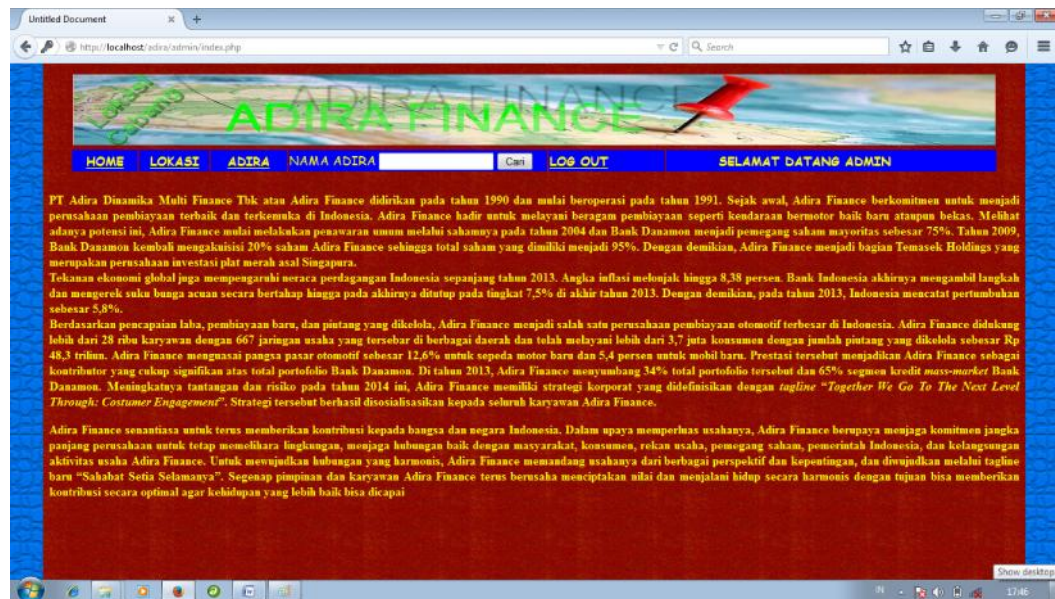 Untitled Document
http://localhost/adira/admin/index.php
Search
Lokasi
Cabang
ADIRA FINANCE
HOME LOKASI ADIRA NAMA ADIRA Cari LOG OUT SELAMAT DATANG ADMIN
PT Adira Dinamika Multi Finance Tbk atau Adira Finance didirikan pada tahun 1990 dan mulai beroperasi pada tahun 1991. Sejak awal, Adira Finance berkomitmen untuk menjadi
perusahaan pembiayaan terbaik dan terkemuka di Indonesia. Adira Finance hadir untuk melayani beragam pembiayaan seperti kendaraan bermotor baik baru ataupun bekas. Melihat
adanya potensi ini, Adira Finance mulai melakukan penawaran umum melalui sahamnya pada tahun 2004 dan Bank Danamon menjadi pemegang saham mayoritas sebesar 75%. Tahun 2009,
Bank Danamon kembali mengakuisisi 20% saham Adira Finance sehingga total saham yang dimiliki menjadi 95%. Dengan demikian, Adira Finance menjadi bagian Temasek Holdings yang
merupakan perusahaan investasi plat merah asal Singapura.
Tekanan ekonomi global juga mempengaruhi neraca perdagangan Indonesia sepanjang tahun 2013. Angka inflasi melonjak hingga 8,38 persen. Bank Indonesia akhirnya mengambil langkah
dan mengerek suku bunga acuan secara bertahap hingga pada akhirnya ditutup pada tingkat 7,5% di akhir tahun 2013. Dengan demikian, pada tahun 2013, Indonesia mencatat pertumbuhan
sebesar 5,8%.
Berdasarkan pencapaian laba, pembiayaan baru, dan piutang yang dikelola, Adira Finance menjadi salah satu perusahaan pembiayaan otomotif terbesar di Indonesia. Adira Finance didukung
lebih dari 28 ribu karyawan dengan 667 jaringan usaha yang tersebar di berbagai daerah dan telah melayani lebih dari 3,7 juta konsumen dengan jumlah piutang yang dikelola sebesar Rp
48,3 triliun. Adira Finance menguasai pangsa pasar otomotif sebesar 12,6% untuk sepeda motor baru dan 5,4 persen untuk mobil baru. Prestasi tersebut menjadikan Adira Finance sebagai
kontributor yang cukup signifikan atas total portofolio Bank Danamon. Di tahun 2013, Adira Finance menyumbang 34% total portofolio tersebut dan 65% segmen kredit mass-market Bank
Danamon. Meningkatnya tantangan dan risiko pada tahun 2014 ini, Adira Finance memiliki strategi korporat yang didefinisikan dengan tagline “Together We Go To The Next Level
Through: Costumer Engagement”. Strategi tersebut berhasil disosialisasikan kepada seluruh karyawan Adira Finance.
Adira Finance senantiasa untuk terus memberikan kontribusi kepada bangsa dan negara Indonesia. Dalam upaya memperluas usahanya, Adira Finance berupaya menjaga komitmen jangka
panjang perusahaan untuk tetap memelihara lingkungan, menjaga hubungan baik dengan masyarakat, konsumen, rekan usaha, pemegang saham, pemerintah Indonesia, dan kelangsungan
aktivitas usaha Adira Finance. Untuk mewujudkan hubungan yang harmonis, Adira Finance memandang usahanya dari berbagai perspektif dan kepentingan, dan diwujudkan melalui tagline
baru “Sahabat Setia Selamanya”. Segenap pimpinan dan karyawan Adira Finance terus berusaha menciptakan nilai dan menjalani hidup secara harmonis dengan tujuan bisa memberikan
kontribusi secara optimal agar kehidupan yang lebih baik bisa dicapai
Show desktop
IN 17:46